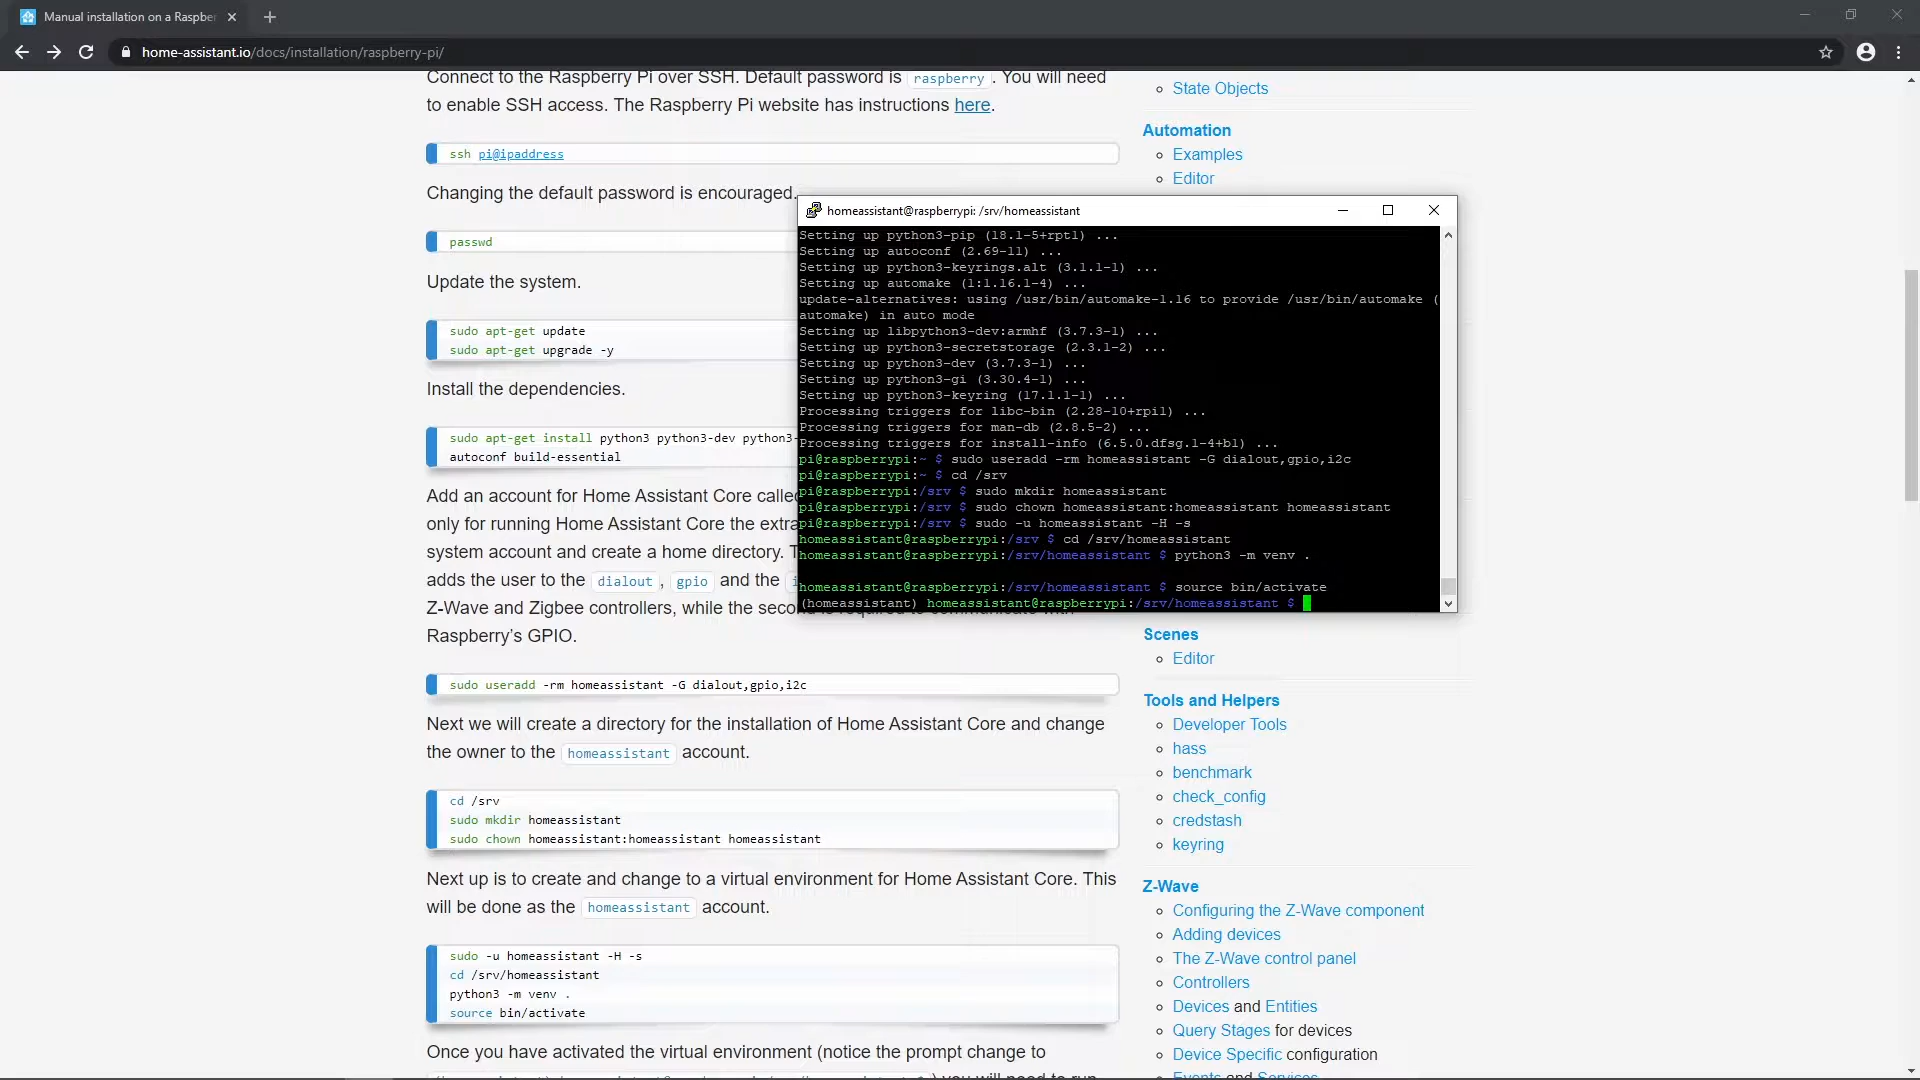 Manual installation on a Raspber
home-assistant.io/docs/installation/raspberry-pi/
Connect to the Raspberry Pi over SSH. Default password is raspberry. You will need
to enable SSH access. The Raspberry Pi website has instructions here.
ssh pi@ipaddress
Changing the default password is encouraged.
passwd
Update the system.
sudo apt-get update
sudo apt-get upgrade -y
Install the dependencies.
sudo apt-get install python3 python3-dev python3-
autoconf build-essential
Add an account for Home Assistant Core calle
only for running Home Assistant Core the extra
system account and create a home directory. T
adds the user to the dialout, gpio and the i
Z-Wave and Zigbee controllers, while the second is required to communicate with
Raspberry’s GPIO.
sudo useradd -rm homeassistant -G dialout,gpio,i2c
Next we will create a directory for the installation of Home Assistant Core and change
the owner to the homeassistant account.
cd /srv
sudo mkdir homeassistant
sudo chown homeassistant:homeassistant homeassistant
Next up is to create and change to a virtual environment for Home Assistant Core. This
will be done as the homeassistant account.
sudo -u homeassistant -H -s
cd /srv/homeassistant
python3 -m venv .
source bin/activate
Once you have activated the virtual environment (notice the prompt change to
) you will need to run
homeassistant@raspberrypi: /srv/homeassistant
Setting up python3-pip (18.1-5+rpt1) ...
Setting up autoconf (2.69-11) ...
Setting up python3-keyrings.alt (3.1.1-1) ...
Setting up automake (1:1.16.1-4) ...
update-alternatives: using /usr/bin/automake-1.16 to provide /usr/bin/automake (
automake) in auto mode
Setting up libpython3-dev:armhf (3.7.3-1) ...
Setting up python3-secretstorage (2.3.1-2) ...
Setting up python3-dev (3.7.3-1) ...
Setting up python3-gi (3.30.4-1) ...
Setting up python3-keyring (17.1.1-1) ...
Processing triggers for libc-bin (2.28-10+rpi1) ...
Processing triggers for man-db (2.8.5-2) ...
Processing triggers for install-info (6.5.0.dfsg.1-4+b1) ...
pi@raspberrypi:~ $ sudo useradd -rm homeassistant -G dialout,gpio,i2c
pi@raspberrypi:~ $ cd /srv
pi@raspberrypi:/srv $ sudo mkdir homeassistant
pi@raspberrypi:/srv $ sudo chown homeassistant:homeassistant homeassistant
pi@raspberrypi:/srv $ sudo -u homeassistant -H -s
homeassistant@raspberrypi:/srv $ cd /srv/homeassistant
homeassistant@raspberrypi:/srv/homeassistant $ python3 -m venv .
homeassistant@raspberrypi:/srv/homeassistant $ source bin/activate
(homeassistant) homeassistant@raspberrypi:/srv/homeassistant $
State Objects
Automation
Examples
Editor
Scenes
Editor
Tools and Helpers
Developer Tools
hass
benchmark
check_config
credstash
keyring
Z-Wave
Configuring the Z-Wave component
Adding devices
The Z-Wave control panel
Controllers
Devices and Entities
Query Stages for devices
Device Specific configuration
Events and Services